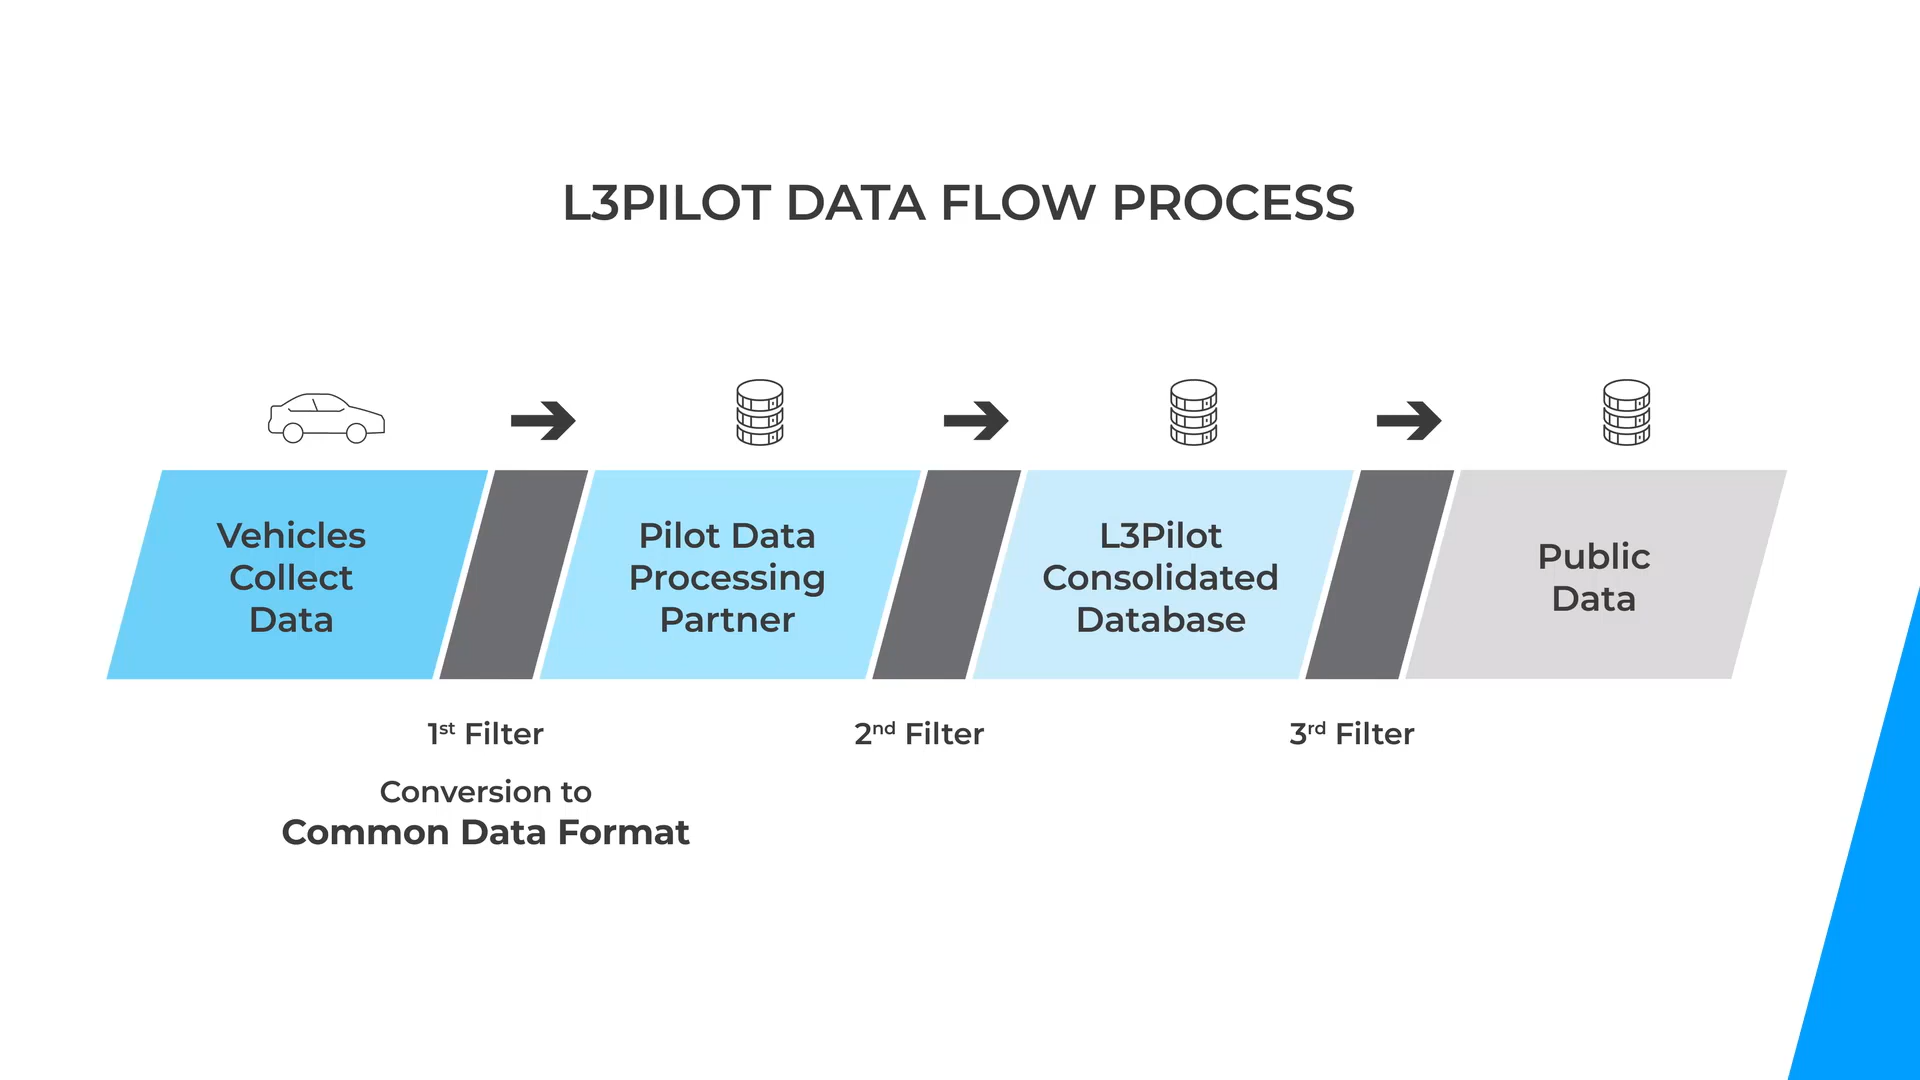 L3PILOT DATA FLOW PROCESS
Vehicles
Collect
Data
Pilot Data
Processing
Partner
L3Pilot
Consolidated
Database
Public
Data
1st Filter
2nd Filter
3rd Filter
Conversion to
Common Data Format